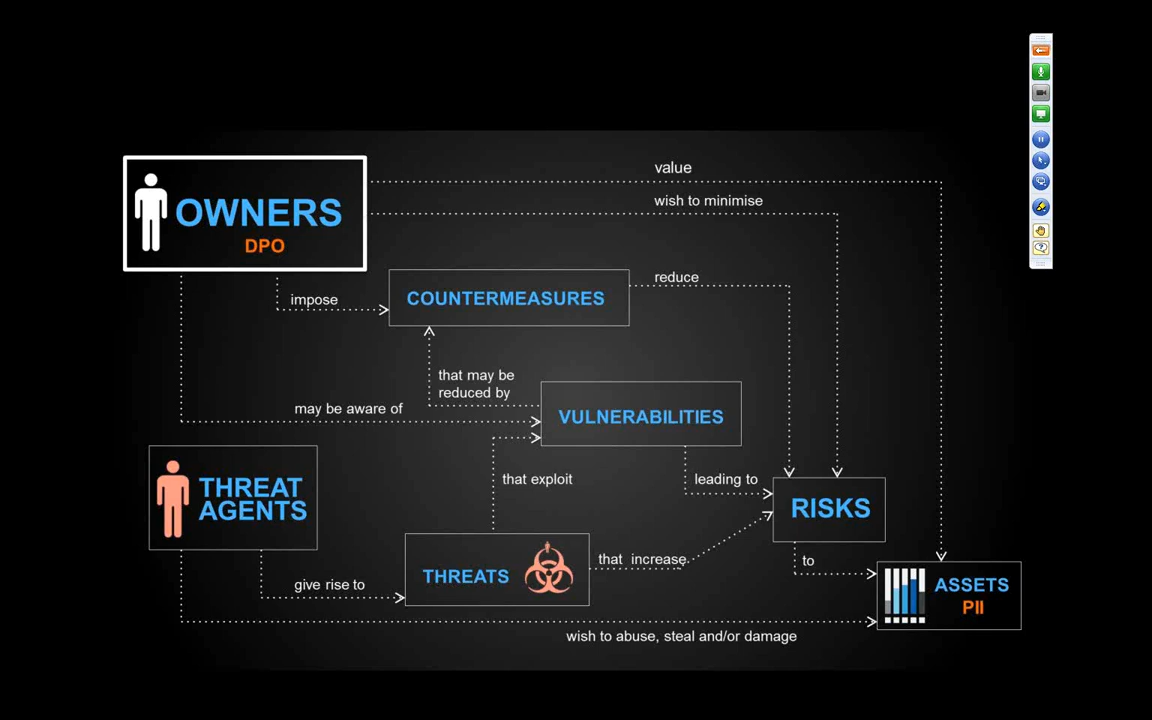 value
wish to minimise
OWNERS
DPO
reduce
impose
COUNTERMEASURES
that may be
reduced by
may be aware of
VULNERABILITIES
that exploit
leading to
THREAT
AGENTS
RISKS
that increase
to
THREATS
give rise to
ASSETS
PII
wish to abuse, steal and/or damage